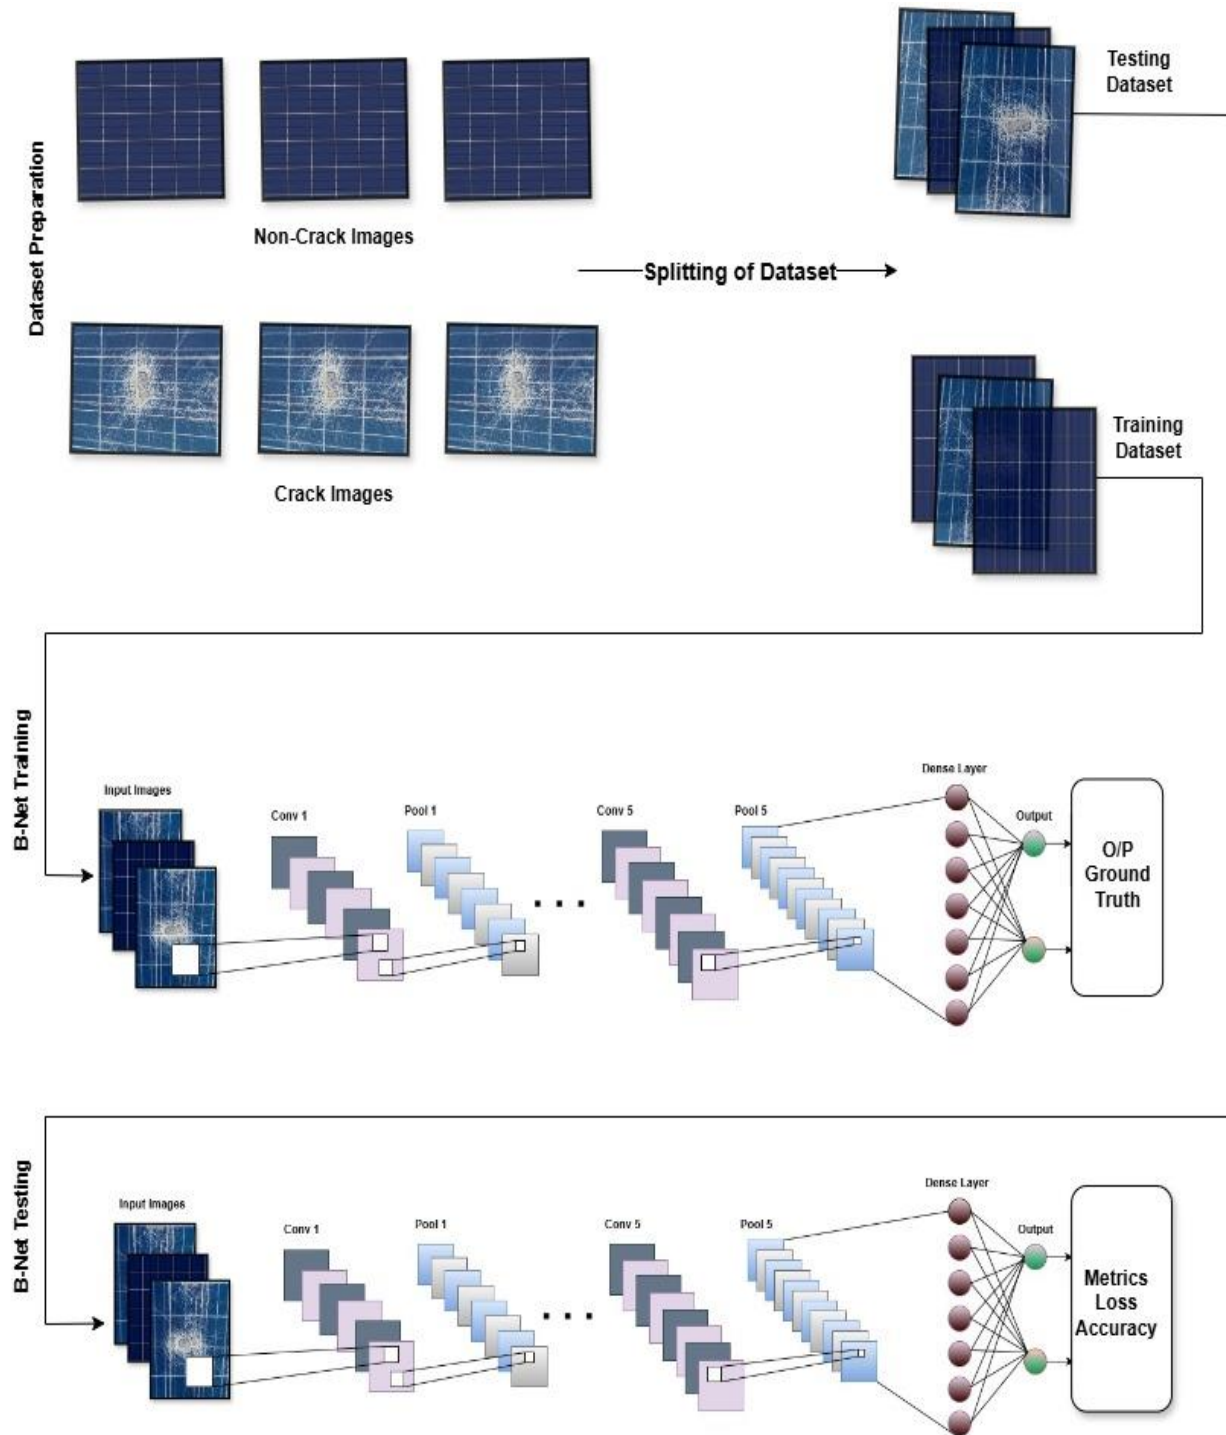 Dataset Preparation
Non-Crack Images
Crack Images
Splitting of Dataset
Testing
Dataset
Training
Dataset
B-Net Training
Input Images
Conv 1
Pool 1
Conv 5
Pool 5
Dense Layer
Output
O/P
Ground
Truth
B-Net Testing
Input Images
Conv 1
Pool 1
Conv 5
Pool 5
Dense Layer
Output
Metrics
Loss
Accuracy